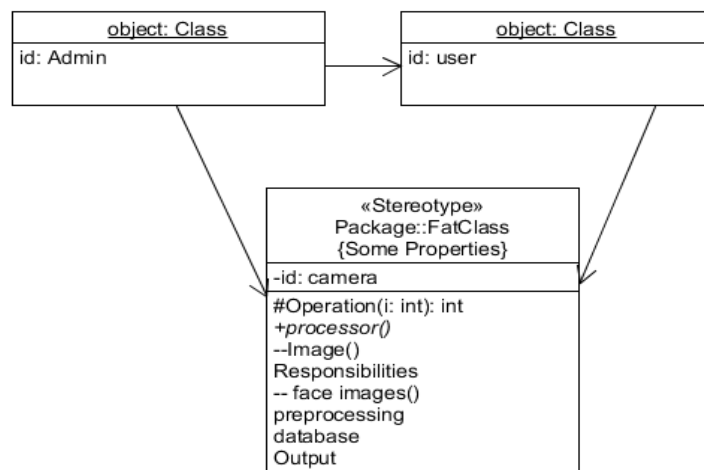 object: Class
id: Admin
object: Class
id: user
«Stereotype»
Package::FatClass
{Some Properties}
-id: camera
#Operation(i: int): int
+processor()
--Image()
Responsibilities
-- face images()
preprocessing
database
Output